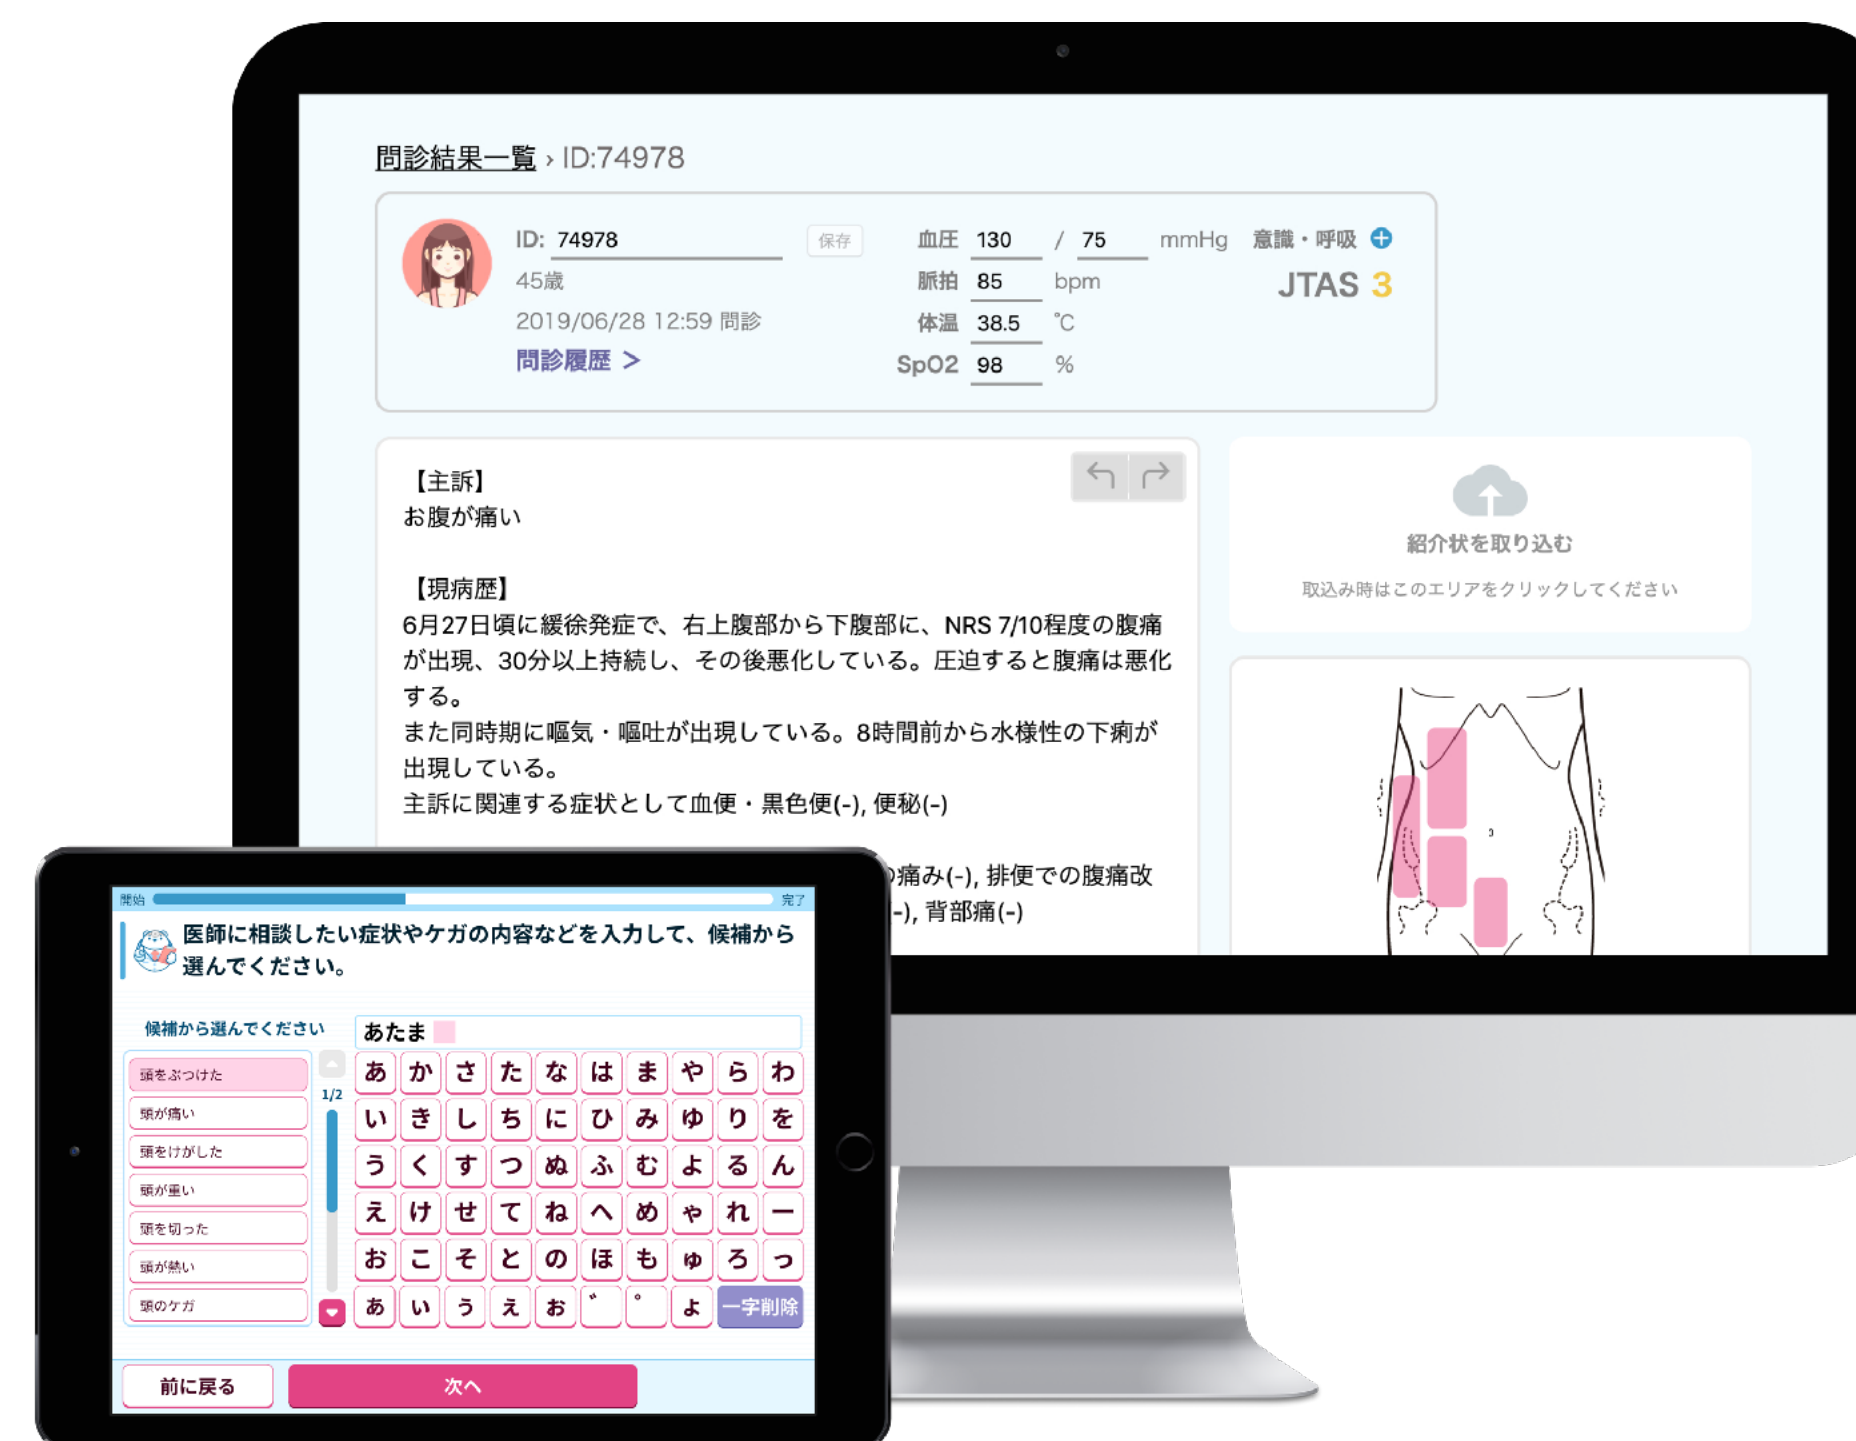 問診結果一覧 › ID:74978
ID: 74978
保存
45歳
2019/06/28 12:59 問診
問診履歴 >
血圧 130 / 75 mmHg
脈拍 85 bpm
体温 38.5 ℃
SpO2 98 %
意識・呼吸
JTAS 3
【主訴】
お腹が痛い
【現病歴】
6月27日頃に緩徐発症で、右上腹部から下腹部に、NRS 7/10程度の腹痛
が出現、30分以上持続し、その後悪化している。圧迫すると腹痛は悪化
する。
また同時期に嘔気・嘔吐が出現している。8時間前から水様性の下痢が
出現している。
主訴に関連する症状として血便・黒色便(-), 便秘(-)
痛み(-), 排便での腹痛改
-), 背部痛(-)
紹介状を取り込む
取込み時はこのエリアをクリックしてください
開始
完了
医師に相談したい症状やケガの内容などを入力して、候補から
選んでください。
候補から選んでください
頭をぶつけた
頭が痛い
頭をけがした
頭が重い
頭を切った
頭が熱い
頭のケガ
1/2
あたま
あ か さ た な は ま や ら わ
い き し ち に ひ み ゆ り を
う く す つ ぬ ふ む よ る ん
え け せ て ね へ め ゃ れ ー
お こ そ と の ほ も ゅ ろ っ
ぁ ぃ ぅ ぇ ぉ ゛ ゜ ょ 一字削除
前に戻る
次へ